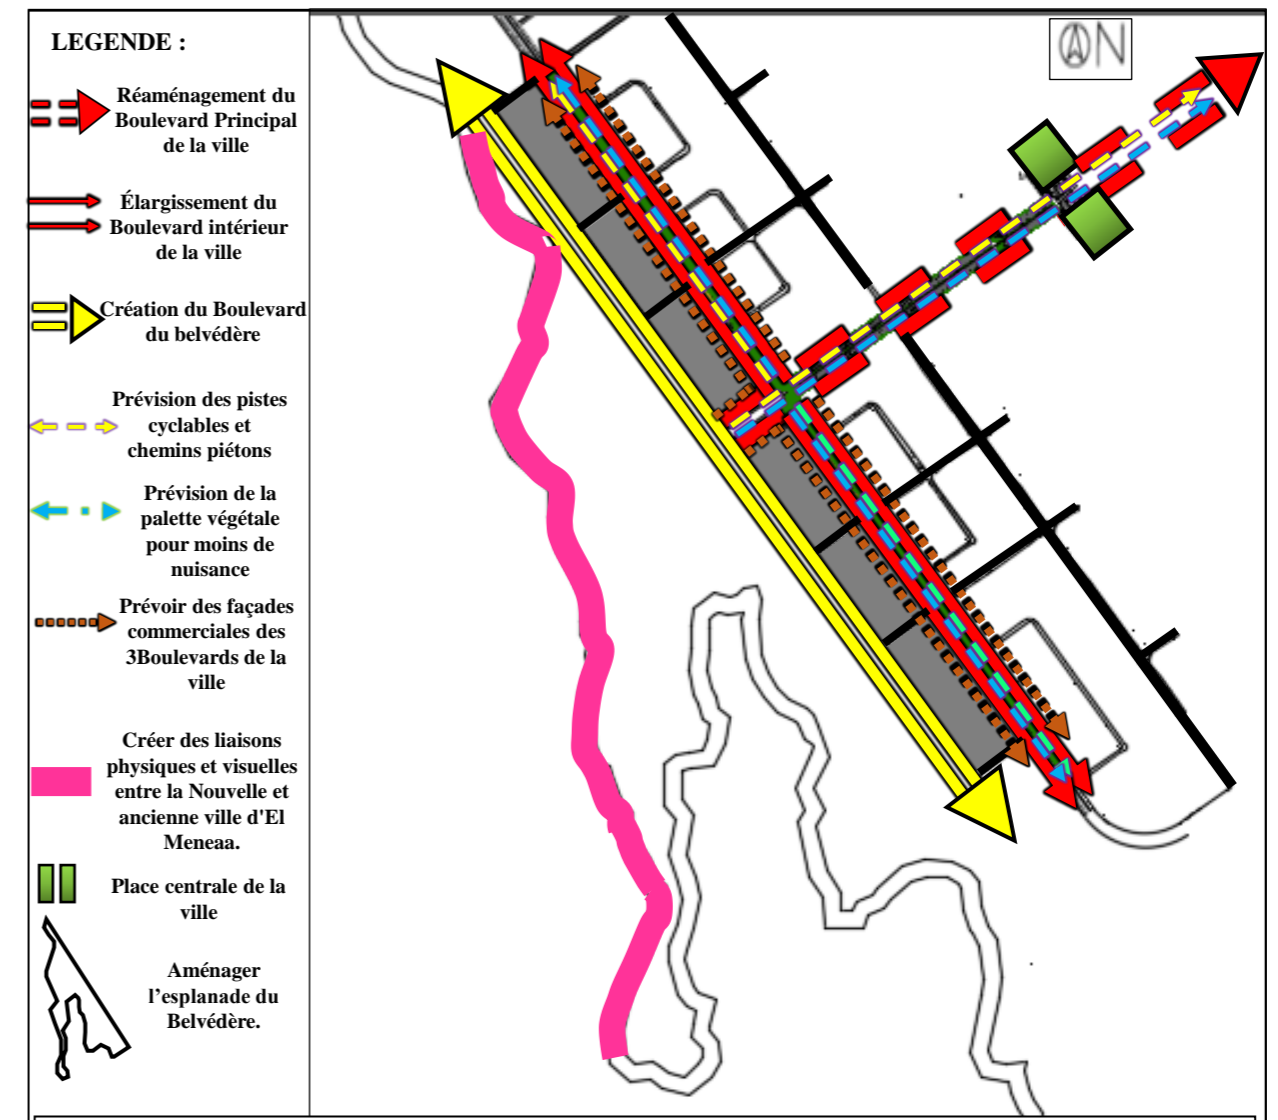 LEGENDE :
Réaménagement du
Boulevard Principal
de la ville
Élargissement du
Boulevard intérieur
de la ville
Création du Boulevard
du belvédère
Prévision des pistes
cyclables et
chemins piétons
Prévision de la
palette végétale
pour moins de
nuisance
Prévoir des façades
commerciales des
3Boulevards de la
ville
Créer des liaisons
physiques et visuelles
entre la Nouvelle et
ancienne ville d'El
Meneaa.
Place centrale de la
ville
Aménager
l’esplanade du
Belvédère.
N